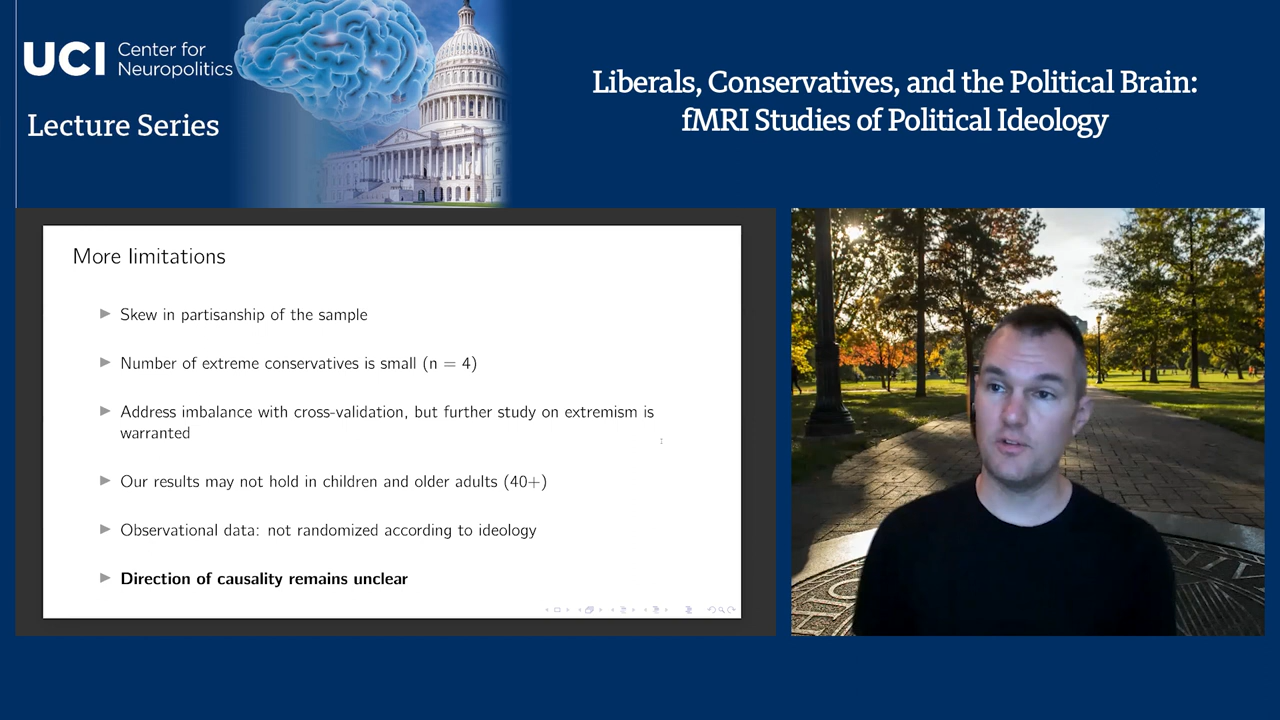 UCI Center for
Neuropolitics
Lecture Series
Liberals, Conservatives, and the Political Brain:
fMRI Studies of Political Ideology
More limitations
Skew in partisanship of the sample
Number of extreme conservatives is small (n = 4)
Address imbalance with cross-validation, but further study on extremism is
warranted
Our results may not hold in children and older adults (40+)
Observational data: not randomized according to ideology
Direction of causality remains unclear